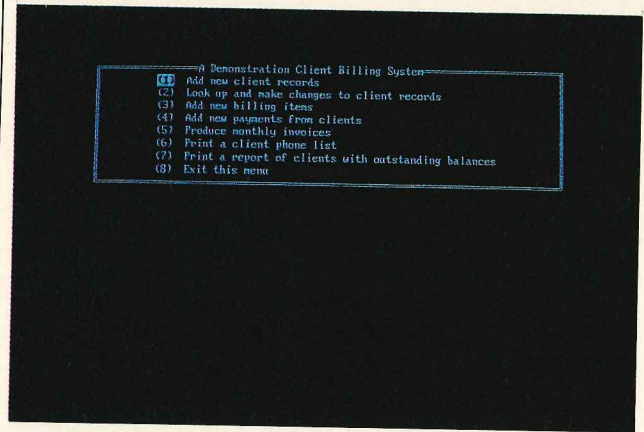 A Demonstration Client Billing System
(1) Add new client records
(2) Look up and make changes to client records
(3) Add new billing items
(4) Add new payments from clients
(5) Produce monthly invoices
(6) Print a client phone list
(7) Print a report of clients with outstanding balances
(8) Exit this menu